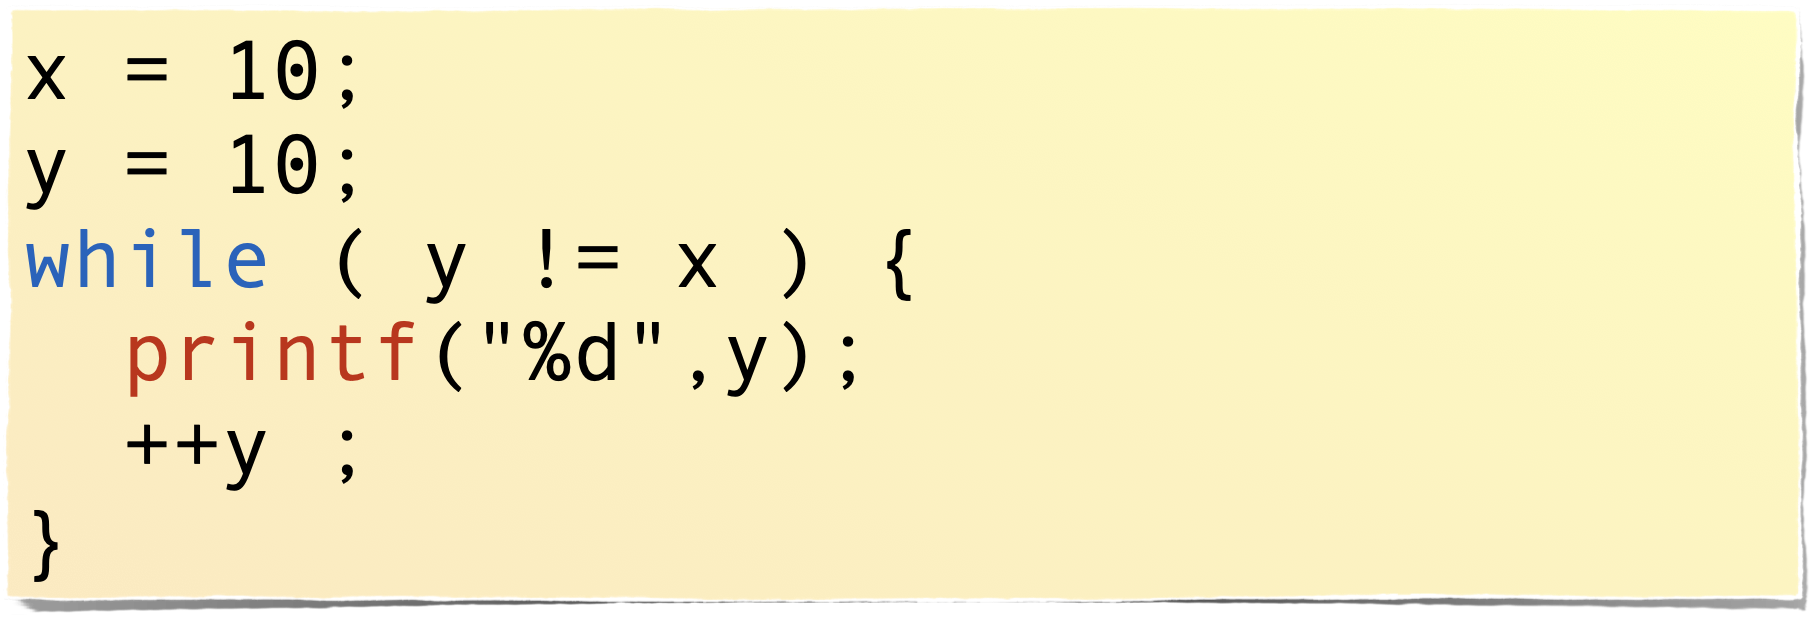 x = 10;
y = 10;
while ( y != x ) {
  printf("%d",y);
  ++y ;
}